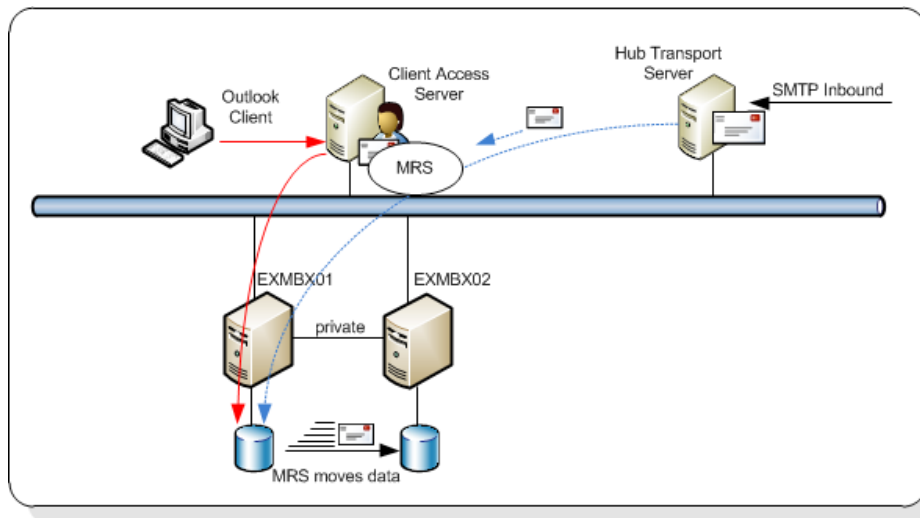 Client Access
Server
Hub Transport
Server
SMTP Inbound
Outlook
Client
MRS
EXMBX01
EXMBX02
private
MRS moves data